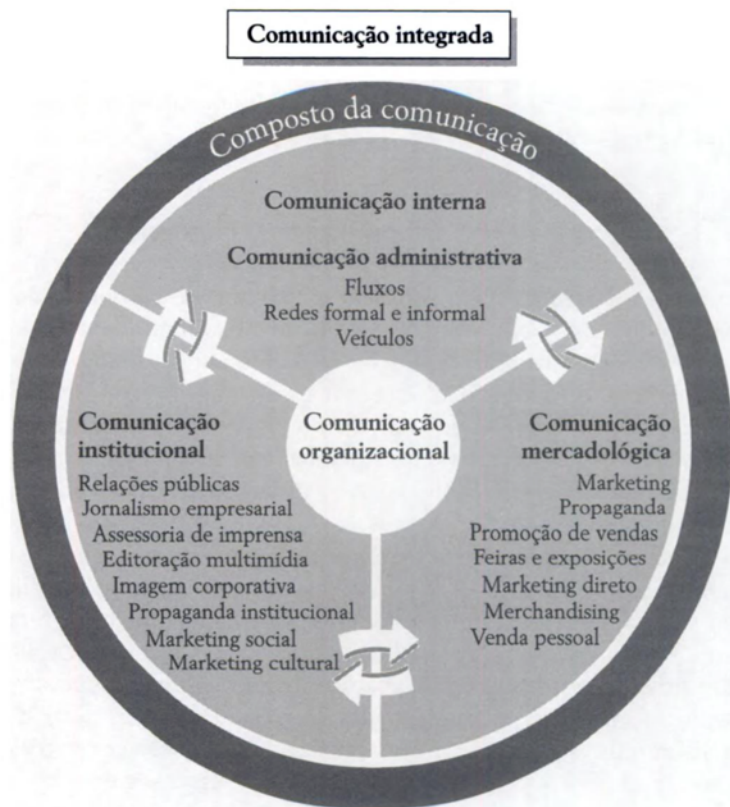 Comunicação integrada
Composto da comunicação
Comunicação interna
Comunicação administrativa
Fluxos
Redes formal e informal
Veículos
Comunicação
institucional
Relações públicas
Jornalismo empresarial
Assessoria de imprensa
Editoração multimídia
Imagem corporativa
Propaganda institucional
Marketing social
Marketing cultural
Comunicação
organizacional
Comunicação
mercadológica
Marketing
Propaganda
Promoção de vendas
Feiras e exposições
Marketing direto
Merchandising
Venda pessoal